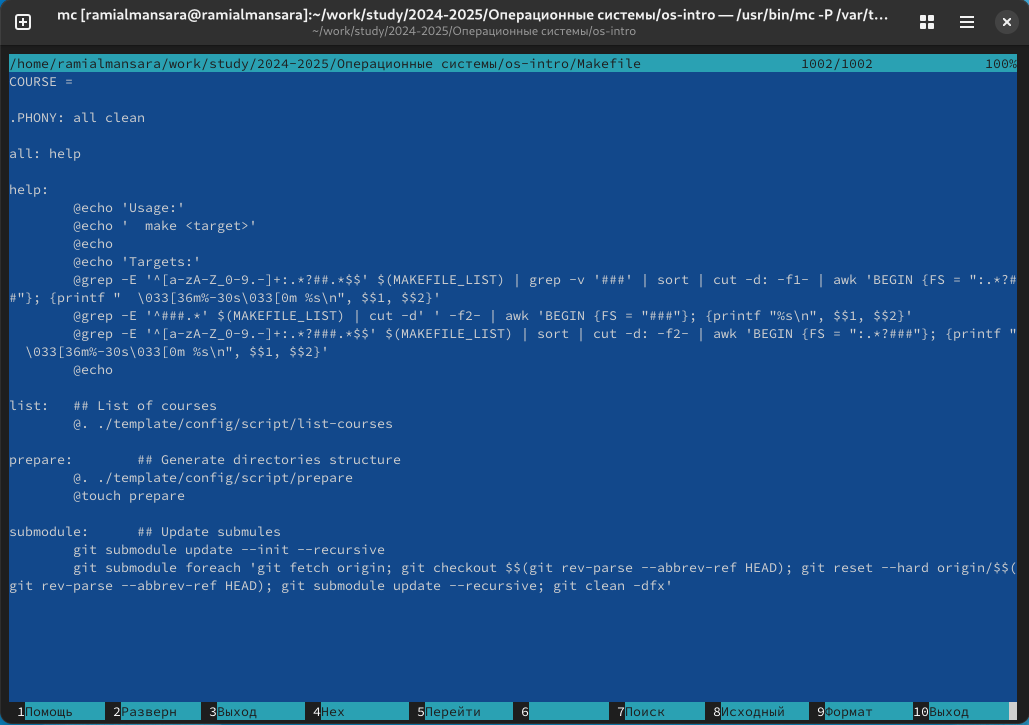 mc [ramialmansara@ramialmansara]:~/work/study/2024-2025/Операционные системы/os-intro — /usr/bin/mc -P /var/t…
~/work/study/2024-2025/Операционные системы/os-intro
/home/ramialmansara/work/study/2024-2025/Операционные системы/os-intro/Makefile 1002/1002 100%
COURSE =
.PHONY: all clean
all: help
help:
@echo 'Usage:'
@echo '  make <target>'
@echo
@echo 'Targets:'
@grep -E '^[a-zA-Z_0-9.-]+:.*?##.*$$' $(MAKEFILE_LIST) | grep -v '###' | sort | cut -d: -f1- | awk 'BEGIN {FS = ":.*?#
#"}; {printf "  \033[36m%-30s\033[0m %s\n", $$1, $$2}'
@grep -E '^###.*' $(MAKEFILE_LIST) | cut -d' ' -f2- | awk 'BEGIN {FS = "###"}; {printf "%s\n", $$1, $$2}'
@grep -E '^[a-zA-Z_0-9.-]+:.*?###.*$$' $(MAKEFILE_LIST) | sort | cut -d: -f2- | awk 'BEGIN {FS = ":.*?###"}; {printf "
\033[36m%-30s\033[0m %s\n", $$1, $$2}'
@echo
list:   ## List of courses
@. ./template/config/script/list-courses
prepare:        ## Generate directories structure
@. ./template/config/script/prepare
@touch prepare
submodule:      ## Update submules
git submodule update --init --recursive
git submodule foreach 'git fetch origin; git checkout $$(git rev-parse --abbrev-ref HEAD); git reset --hard origin/$$(
git rev-parse --abbrev-ref HEAD); git submodule update --recursive; git clean -dfx'
1Помощь 2Разверн 3Выход 4Hex 5Перейти 6 7Поиск 8Исходный 9Формат 10Выход